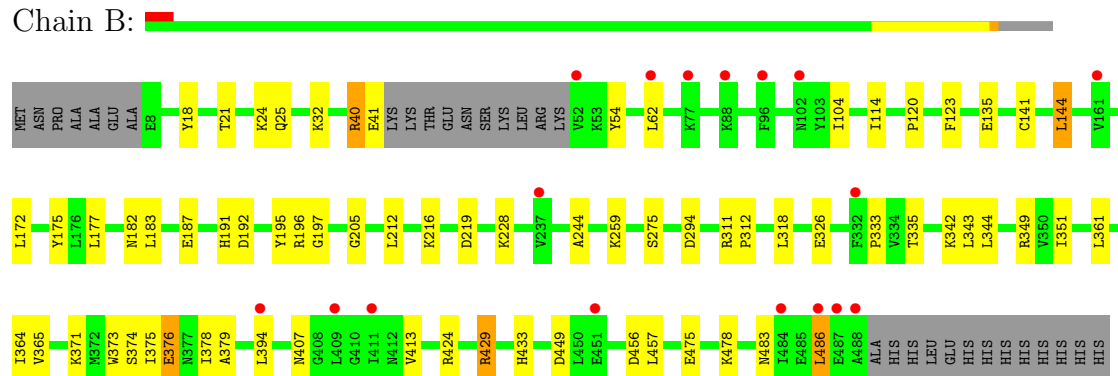 Chain B:
MET ASN PRO ALA ALA GLU ALA E8 Y18 T21 K24 Q25 K32 R40 E41 LYS LYS THR GLU ASN SER LYS LEU ARG LYS V52 K53 Y54 L62 K77 K88 F96 N102 Y103 I104 I114 P120 F123 E135 C141 L144 V161
L172 Y175 L176 L177 N182 L183 E187 H191 D192 Y195 R196 G197 G205 L212 K216 D219 K228 V237 A244 K259 S275 D294 R311 P312 L318 E326 F332 P333 V334 T335 K342 L343 L344 R349 V350 I351 L361
I364 V365 K371 M372 W373 S374 I375 E376 N377 I378 A379 L394 N407 G408 L409 G410 I411 N412 V413 R424 R429 H433 D449 L450 E451 D456 L457 E475 K478 N483 I484 E485 L486 E487 A488 ALA HIS HIS LEU GLU HIS HIS HIS HIS HIS HIS HIS HIS